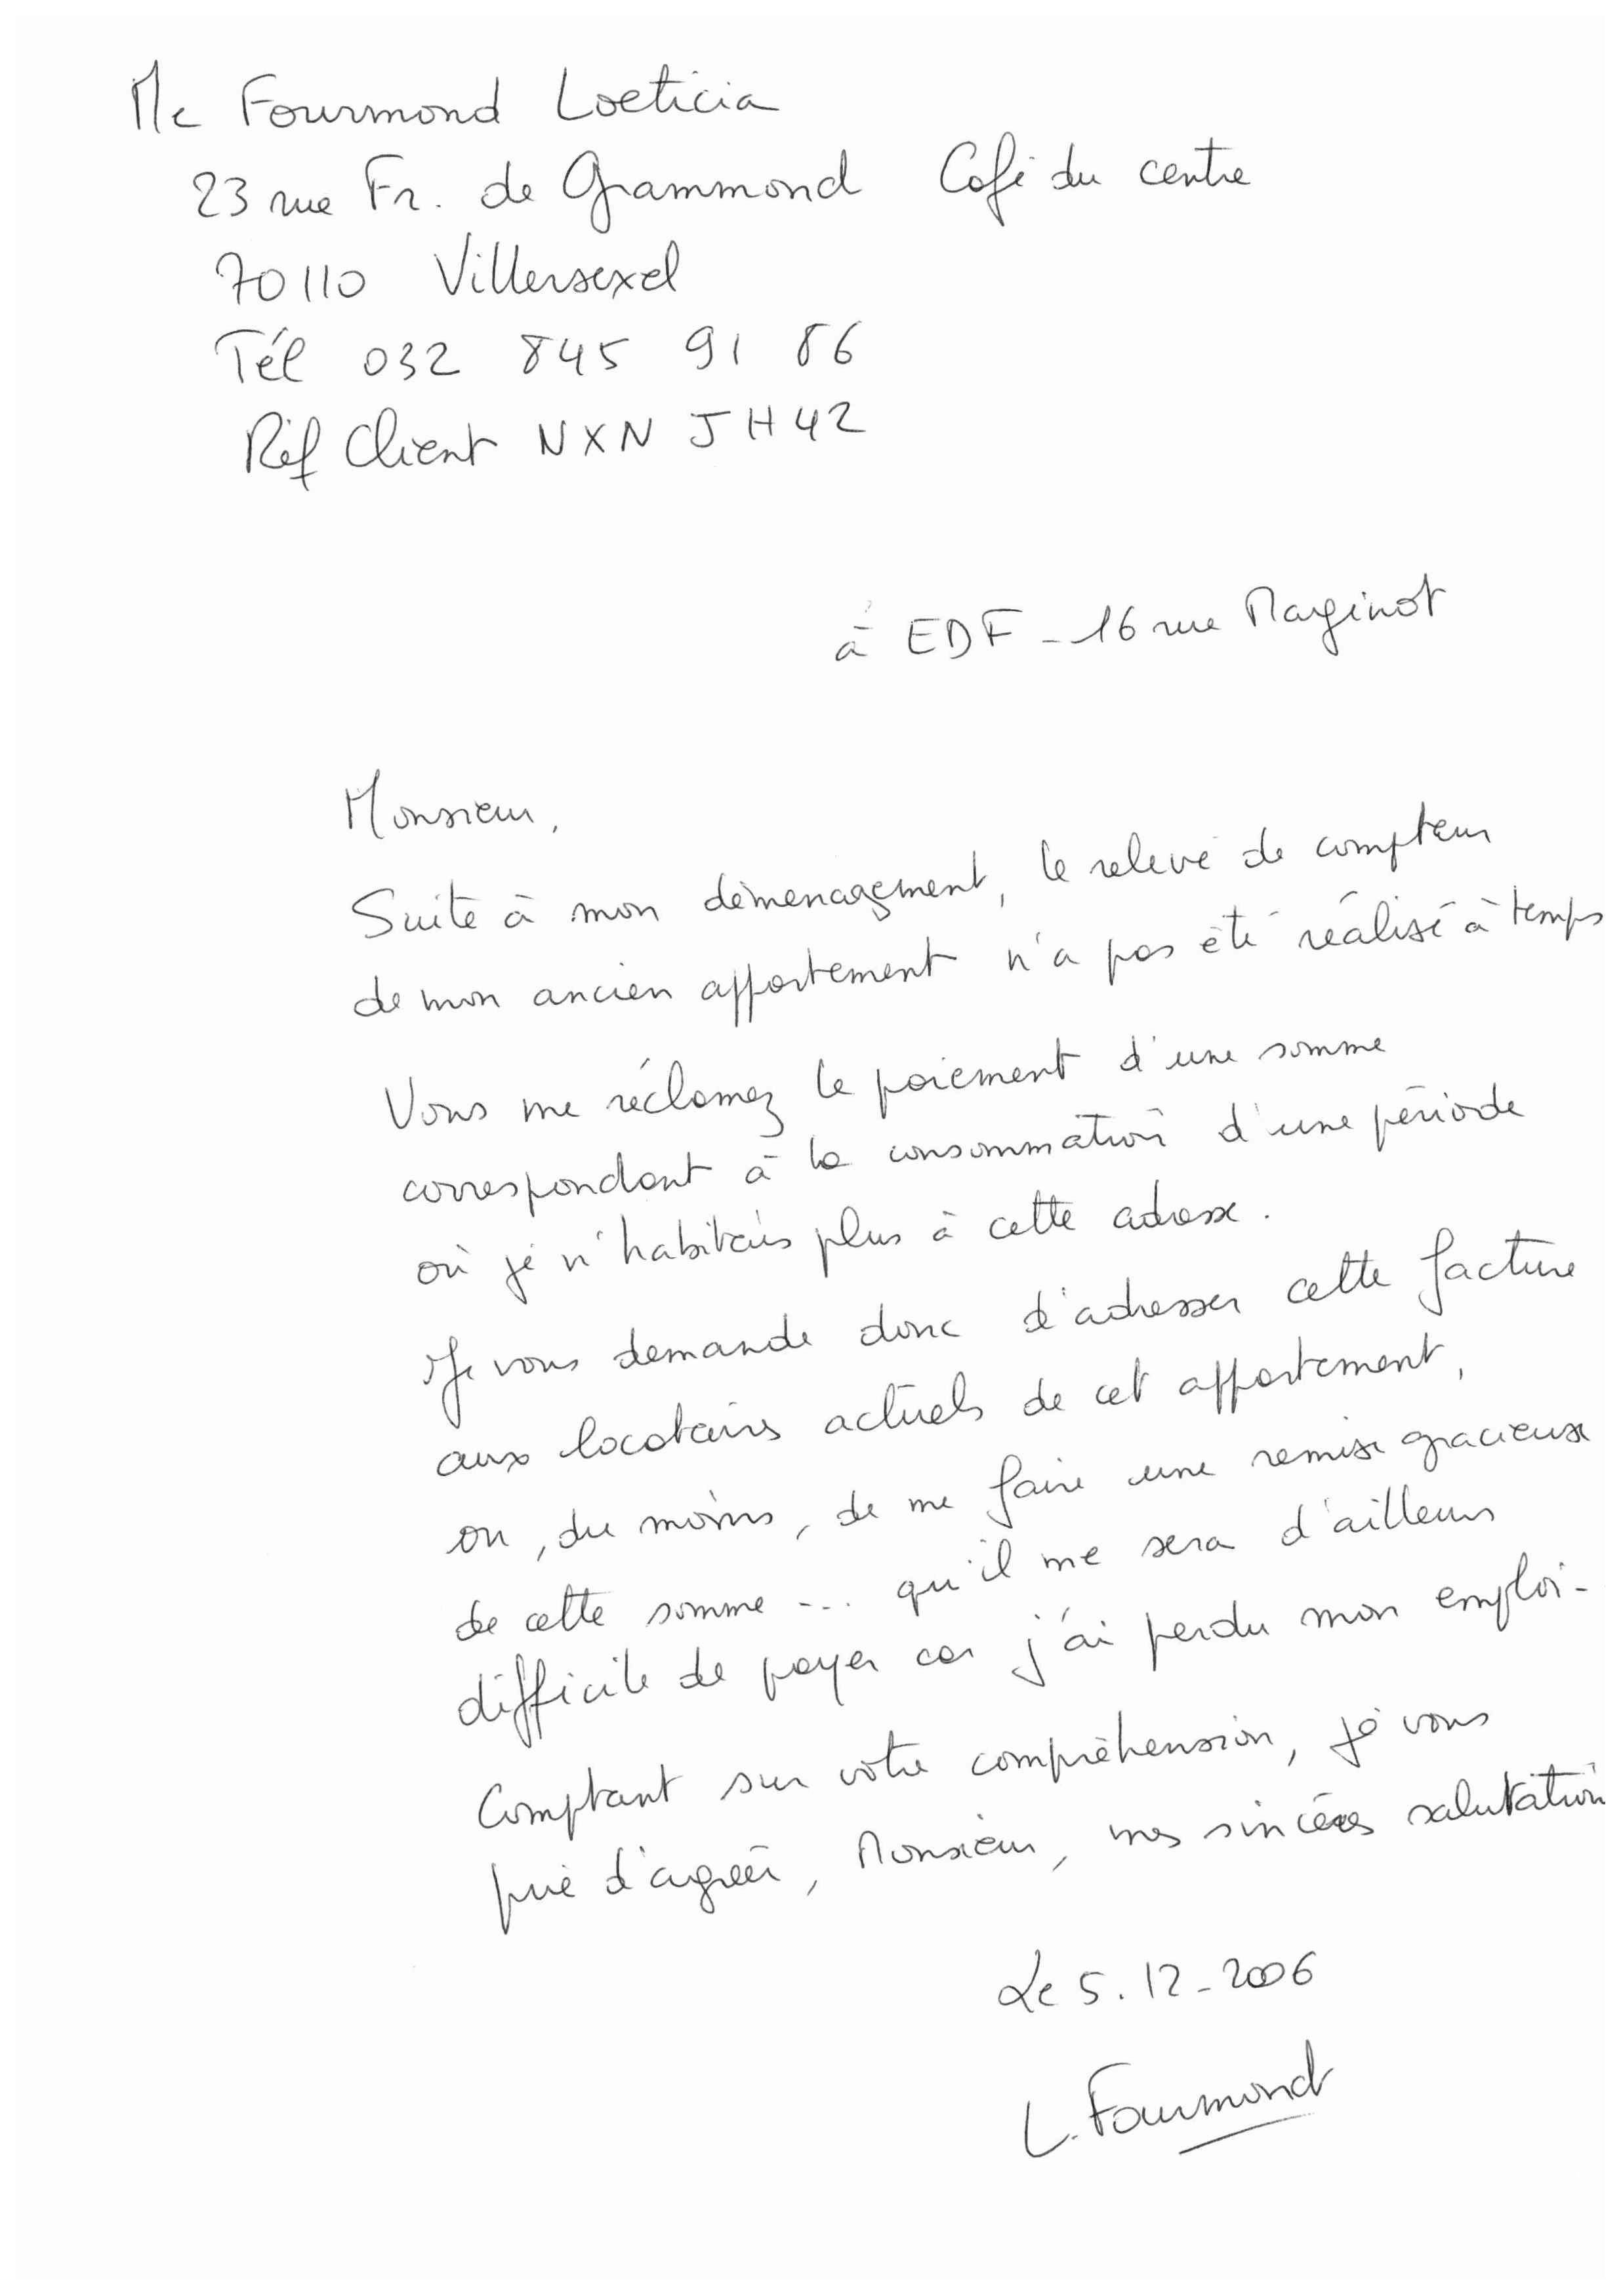 Me Fourmond Loeticia
23 rue Fr. de Grammond Café du centre
70110 Villersexel
Tél 032 845 91 86
Réf Client NXN JH42
à EDF - 16 rue Maginot
Monsieur,
Suite à mon déménagement, le relevé de compteur
de mon ancien appartement n'a pas été réalisé à temps
Vous me réclamez le paiement d'une somme
correspondant à la consommation d'une période
où je n'habitais plus à cette adresse.
Je vous demande donc d'adresser cette facture
aux locataires actuels de cet appartement,
ou, du moins, de me faire une remise gracieuse
de cette somme --- qu'il me sera d'ailleurs
difficile de payer car j'ai perdu mon emploi -
Comptant sur votre compréhension, je vous
prie d'agréer, Monsieur, mes sincères salutation
Le 5.12-2006
L. Fourmond